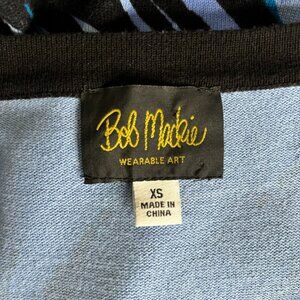 Bob Mackie
WEARABLE ART
XS
MADE IN
CHINA